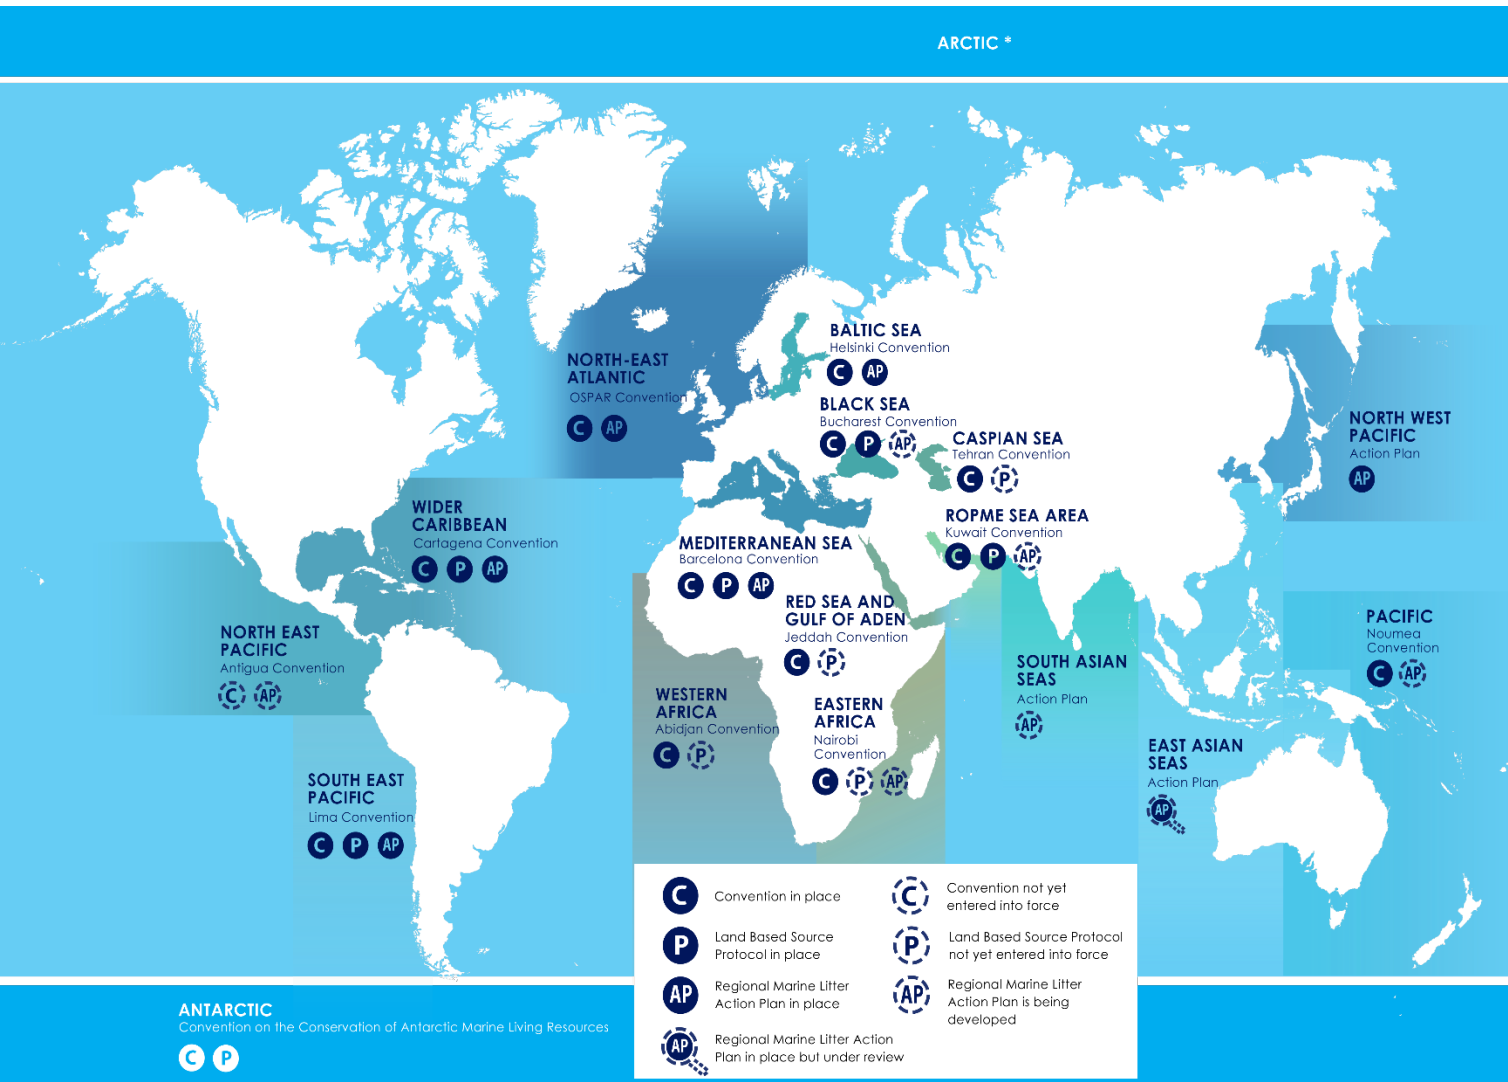 ARCTIC *
NORTH-EAST
ATLANTIC
OSPAR Convention
C AP
BALTIC SEA
Helsinki Convention
C AP
BLACK SEA
Bucharest Convention
C P AP
CASPIAN SEA
Tehran Convention
C P
NORTH WEST
PACIFIC
Action Plan
AP
WIDER
CARIBBEAN
Cartagena Convention
C P AP
MEDITERRANEAN SEA
Barcelona Convention
C P AP
ROPME SEA AREA
Kuwait Convention
C P AP
RED SEA AND
GULF OF ADEN
Jeddah Convention
C P
NORTH EAST
PACIFIC
Antigua Convention
C AP
PACIFIC
Noumea
Convention
C AP
SOUTH ASIAN
SEAS
Action Plan
AP
WESTERN
AFRICA
Abidjan Convention
C P
EASTERN
AFRICA
Nairobi
Convention
C P AP
EAST ASIAN
SEAS
Action Plan
AP
SOUTH EAST
PACIFIC
Lima Convention
C P AP
C Convention in place
P Land Based Source
Protocol in place
AP Regional Marine Litter
Action Plan in place
AP Regional Marine Litter Action
Plan in place but under review
C Convention not yet
entered into force
P Land Based Source Protocol
not yet entered into force
AP Regional Marine Litter
Action Plan is being
developed
ANTARCTIC
Convention on the Conservation of Antarctic Marine Living Resources
C P